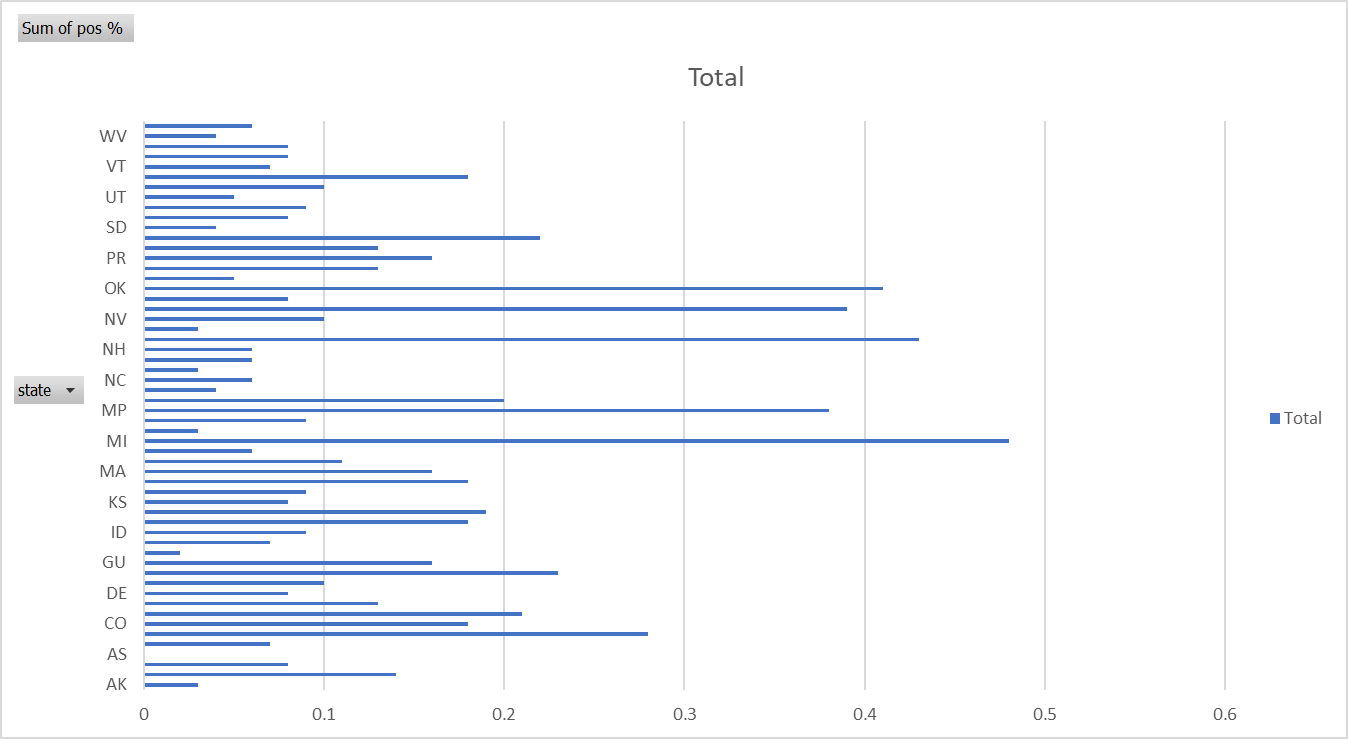 Sum of pos %
Total
WV
VT
UT
SD
PR
OK
NV
NH
NC
state
MP
Total
MI
MA
KS
ID
GU
DE
CO
AS
AK
0 0.1 0.2 0.3 0.4 0.5 0.6